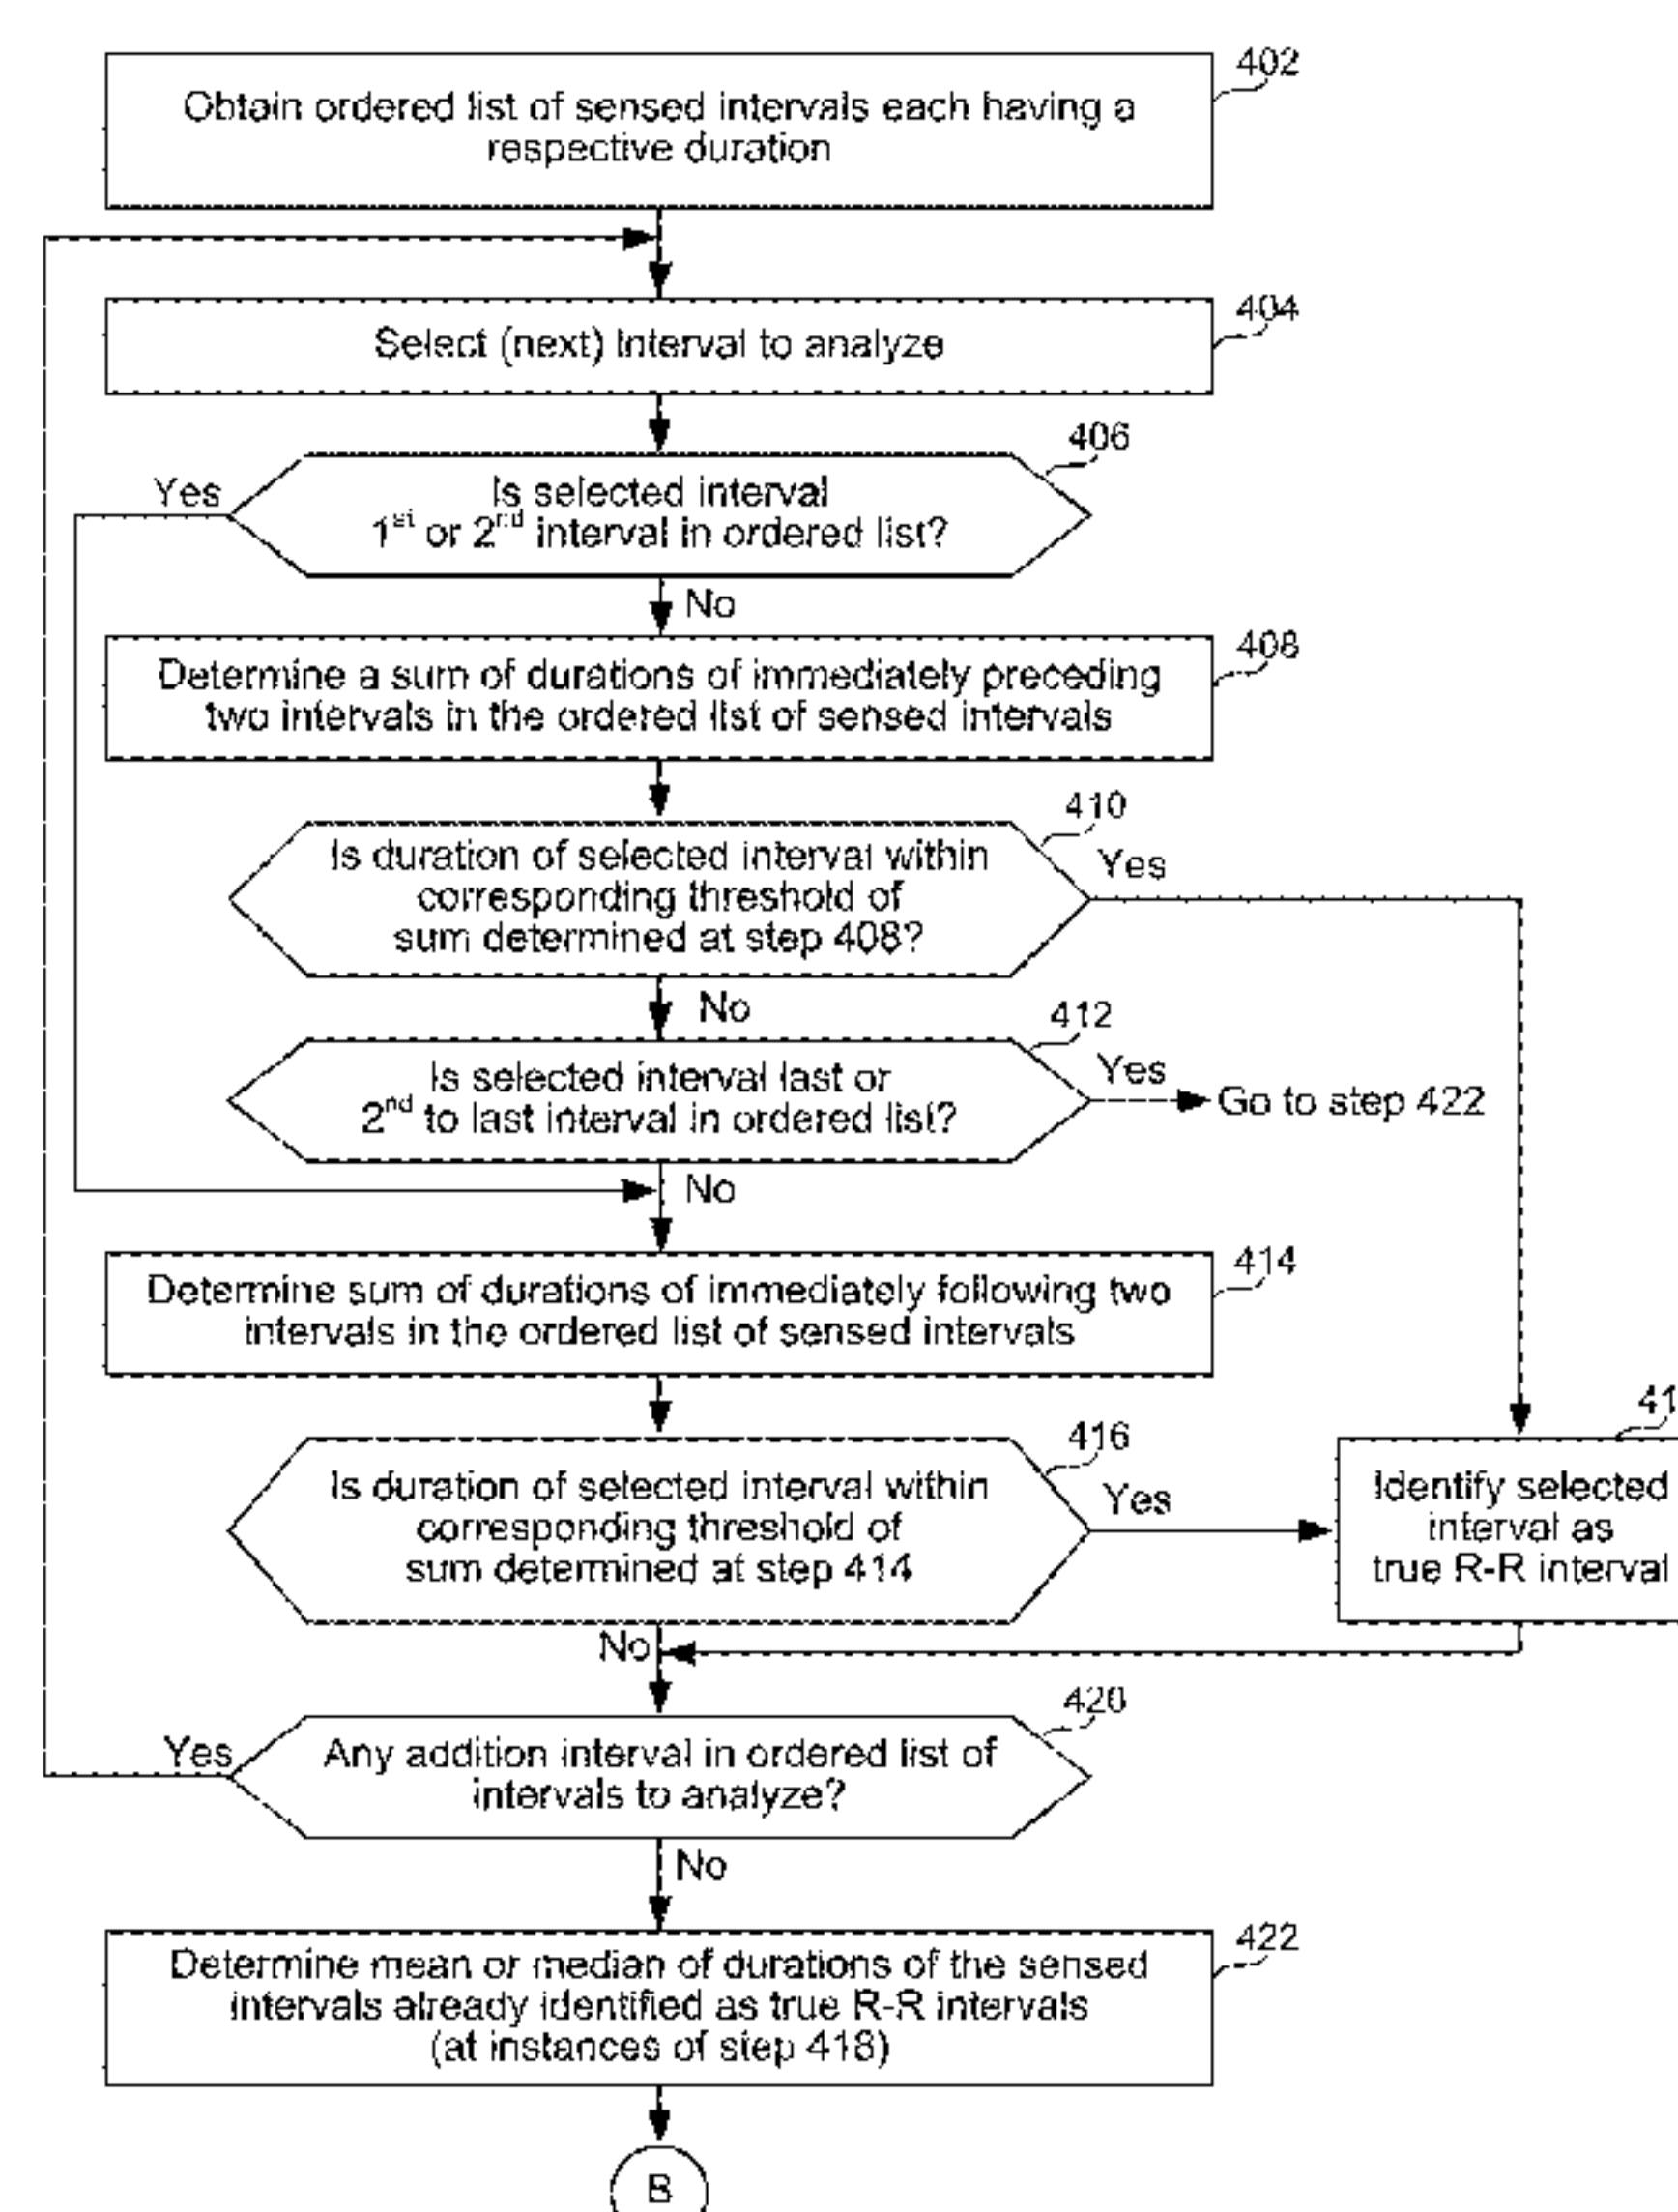 402
Obtain ordered list of sensed intervals each having a
respective duration
404
Select (next) interval to analyze
406
Yes
Is selected interval
1st or 2nd interval in ordered list?
No
408
Determine a sum of durations of immediately preceding
two intervals in the ordered list of sensed intervals
410
Is duration of selected interval within
corresponding threshold of
sum determined at step 408?
Yes
No
412
Is selected interval last or
2nd to last interval in ordered list?
Yes
Go to step 422
No
414
Determine sum of durations of immediately following two
intervals in the ordered list of sensed intervals
416
Is duration of selected interval within
corresponding threshold of
sum determined at step 414
Yes
41
Identify selected
interval as
true R-R interval
No
420
Yes
Any addition interval in ordered list of
intervals to analyze?
No
422
Determine mean or median of durations of the sensed
intervals already identified as true R-R intervals
(at instances of step 418)
B